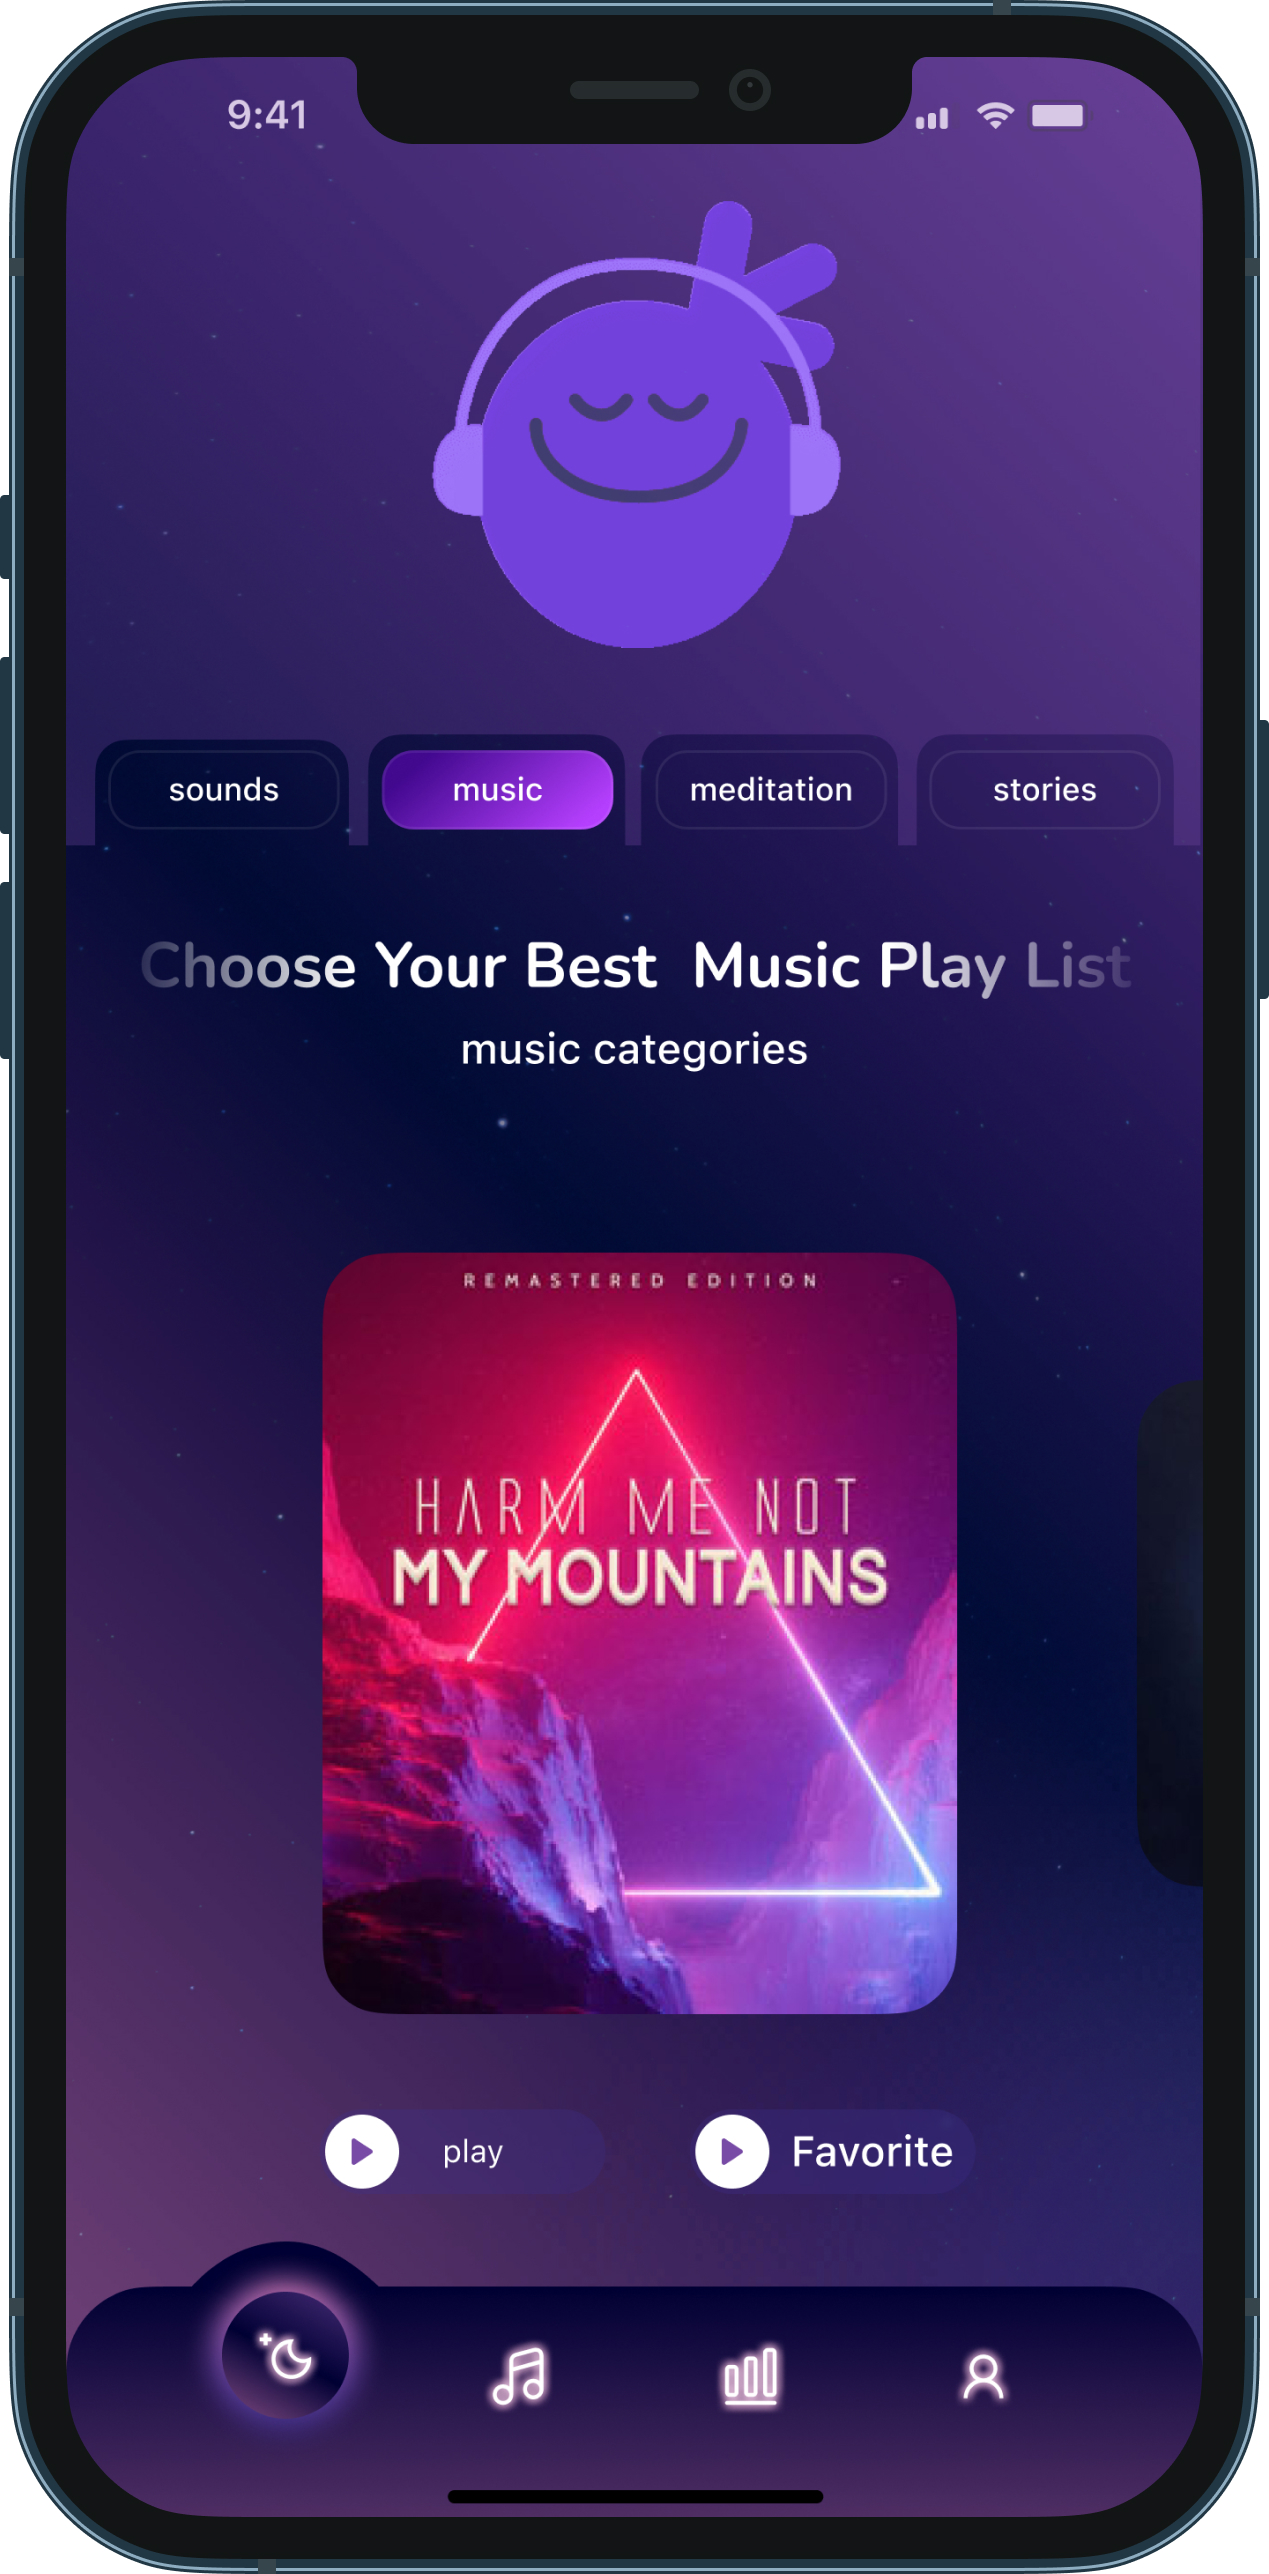 9:41
sounds music meditation stories
Choose Your Best Music Play List
music categories
REMASTERED EDITION
HARM ME NOT
MY MOUNTAINS
play Favorite